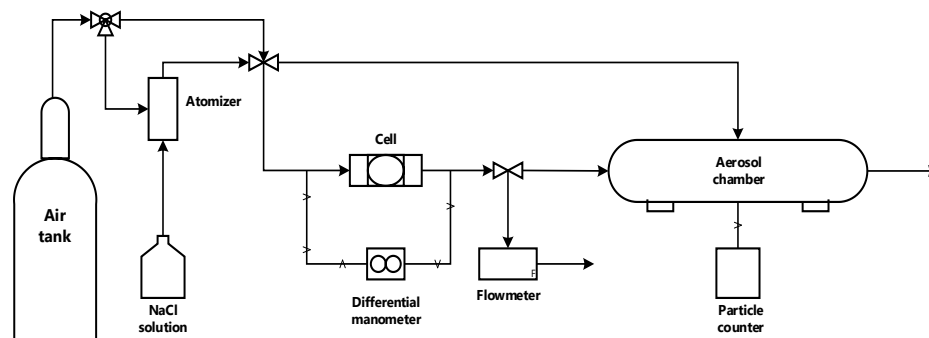 Atomizer
Cell
Aerosol
chamber
Air
tank
NaCl
solution
Differential
manometer
F
Flowmeter
Particle
counter